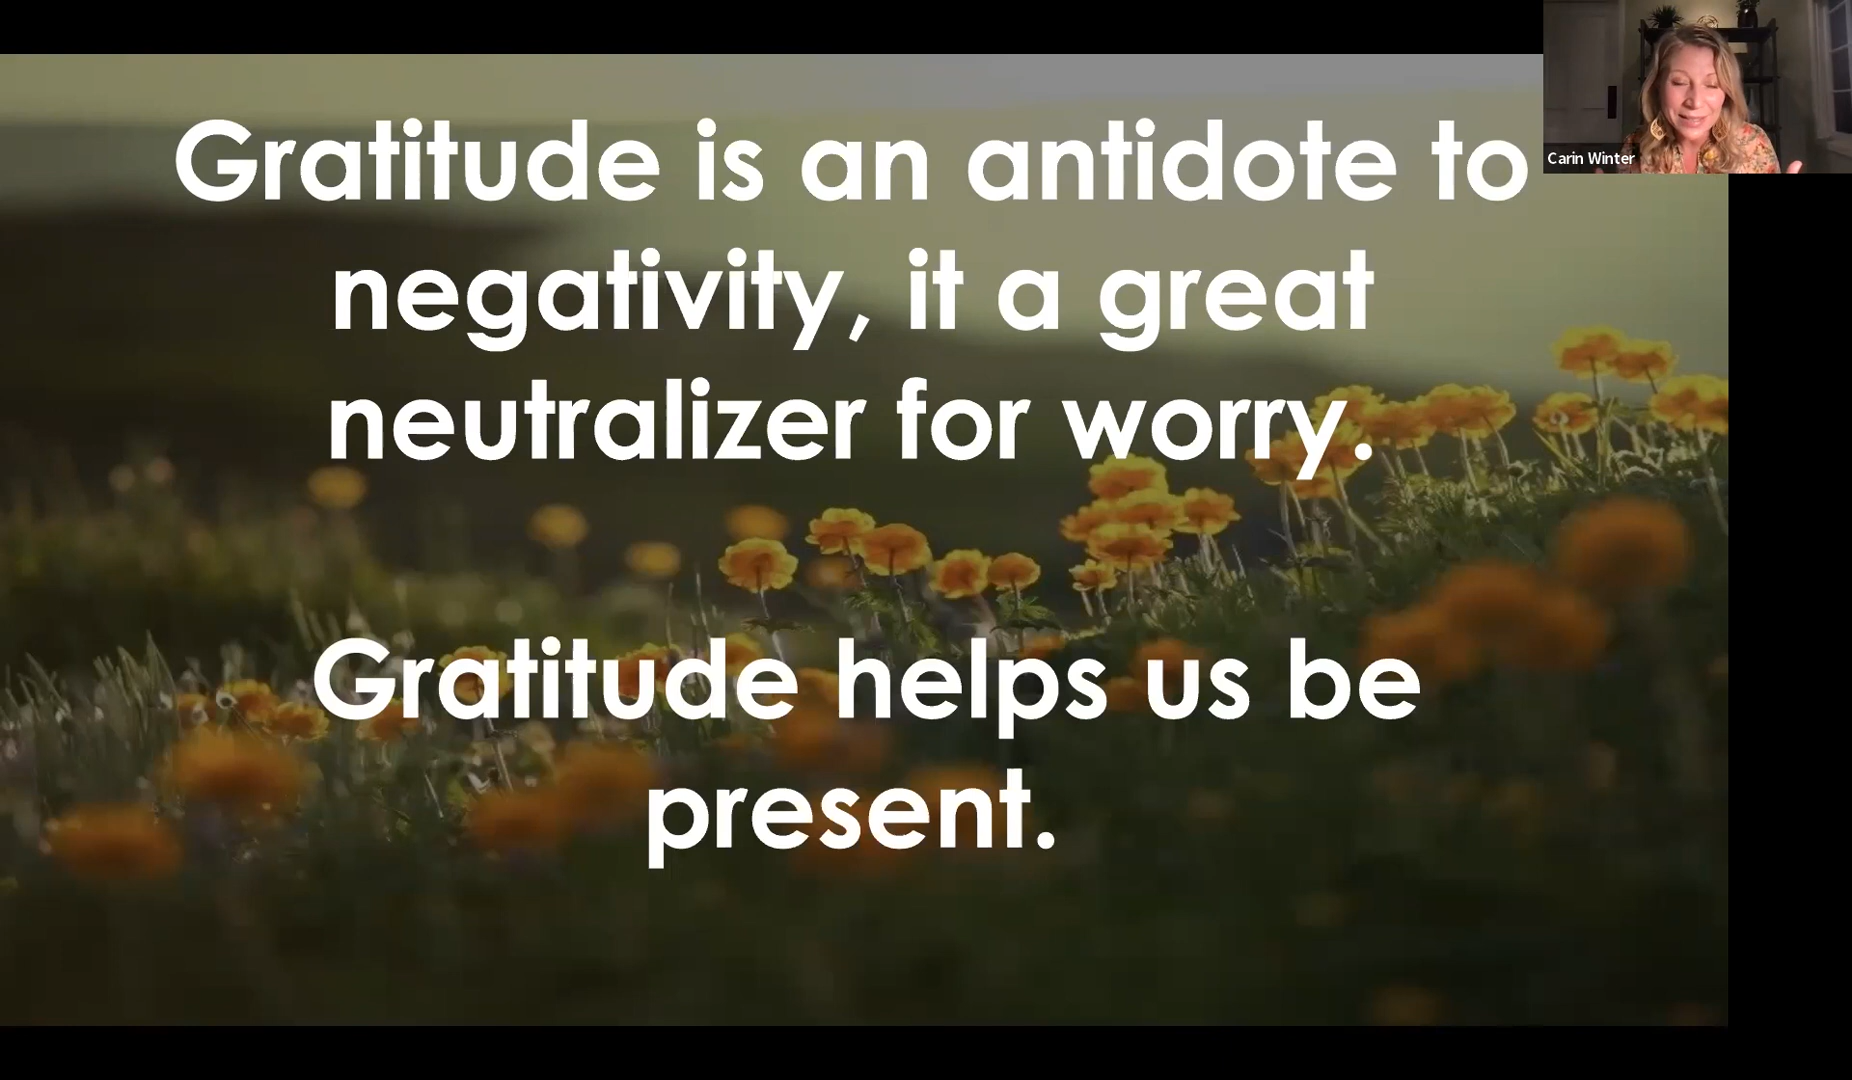 Gratitude is an antidote to
negativity, it a great
neutralizer for worry.
Gratitude helps us be
present.
Carin Winter